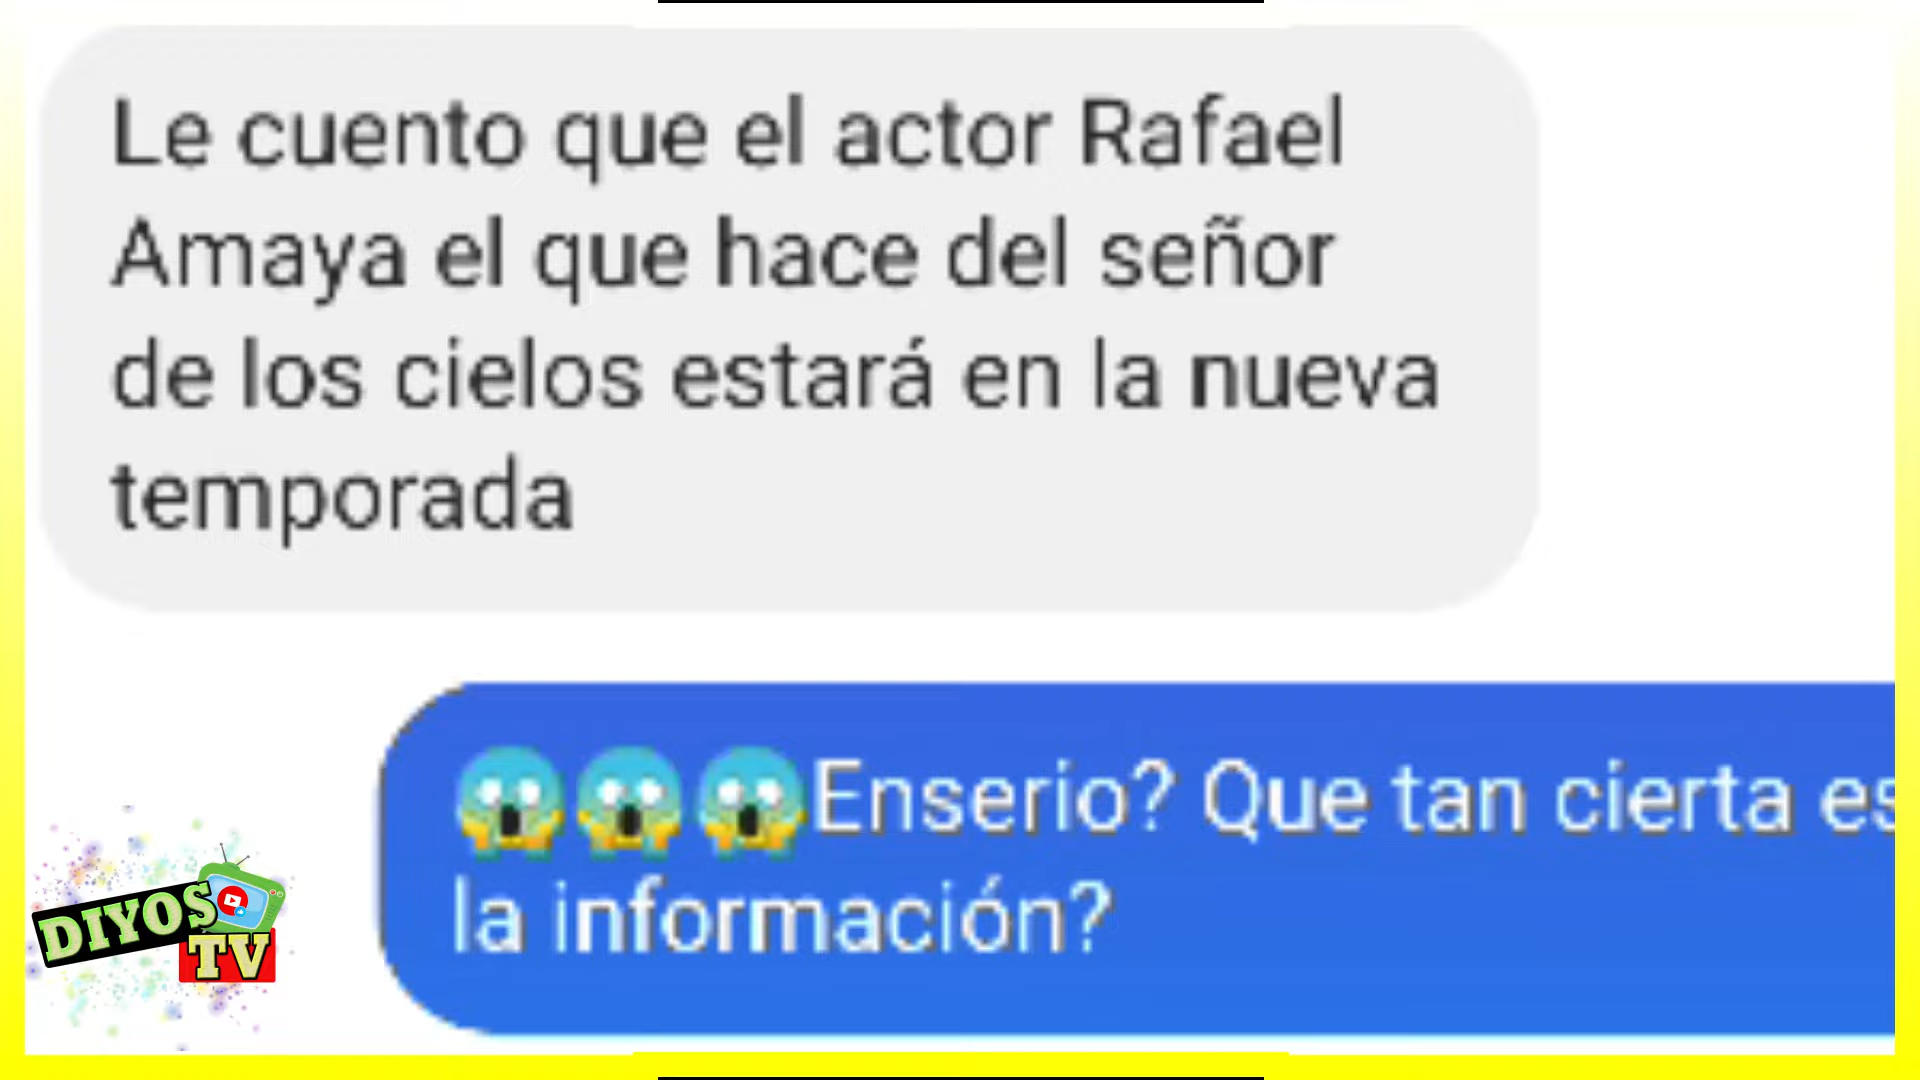 Le cuento que el actor Rafael
Amaya el que hace del señor
de los cielos estará en la nueva
temporada
😱😱😱Enserio? Que tan cierta es
la información?
DIYOS
TV